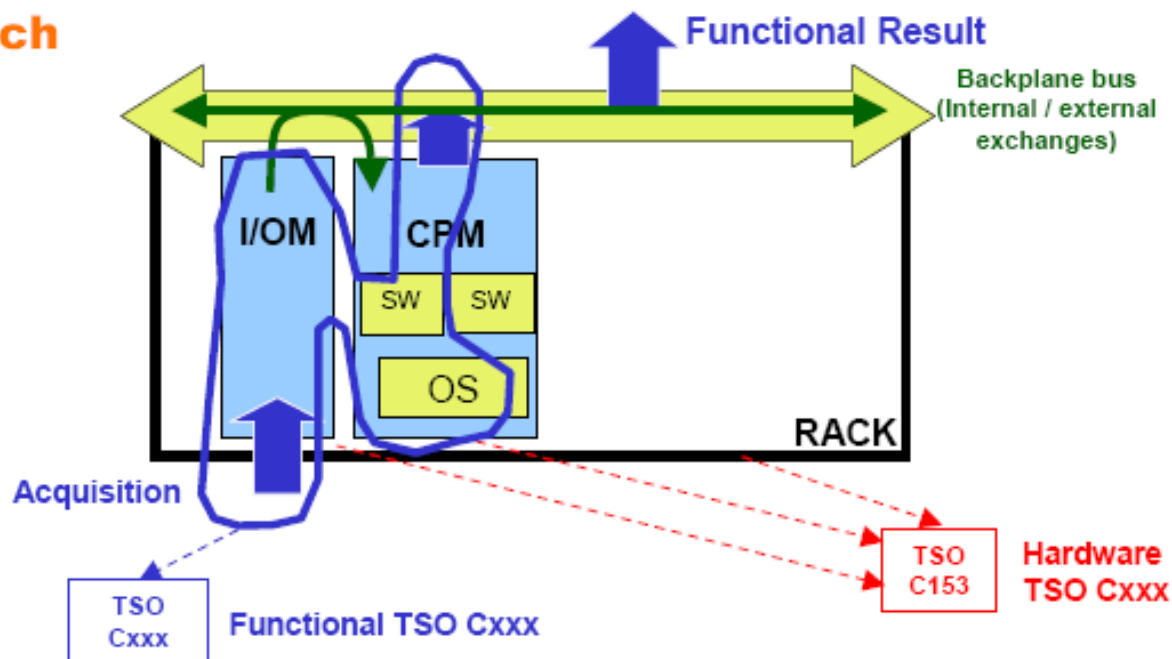 ch
Functional Result
Backplane bus
(Internal / external
exchanges)
I/OM
CPM
SW
SW
OS
RACK
Acquisition
TSO
C153
Hardware
TSO Cxxx
TSO
Cxxx
Functional TSO Cxxx